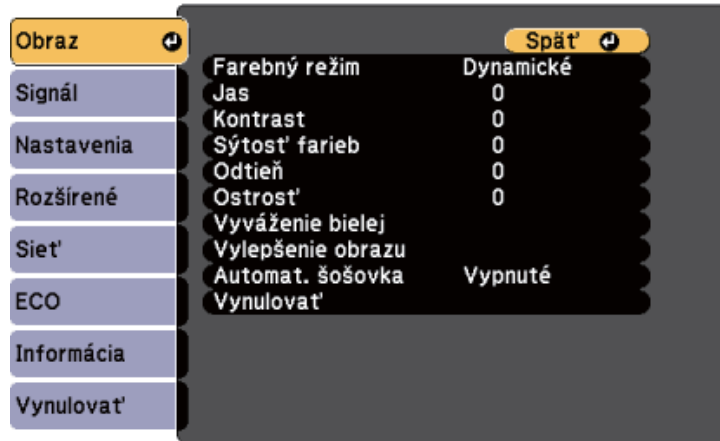 Obraz
Signál
Nastavenia
Rozšírené
Sieť
ECO
Informácia
Vynulovať
Späť
Farebný režim Dynamické
Jas 0
Kontrast 0
Sýtosť farieb 0
Odtieň 0
Ostrosť 0
Vyváženie bielej
Vylepšenie obrazu
Automat. šošovka Vypnuté
Vynulovať